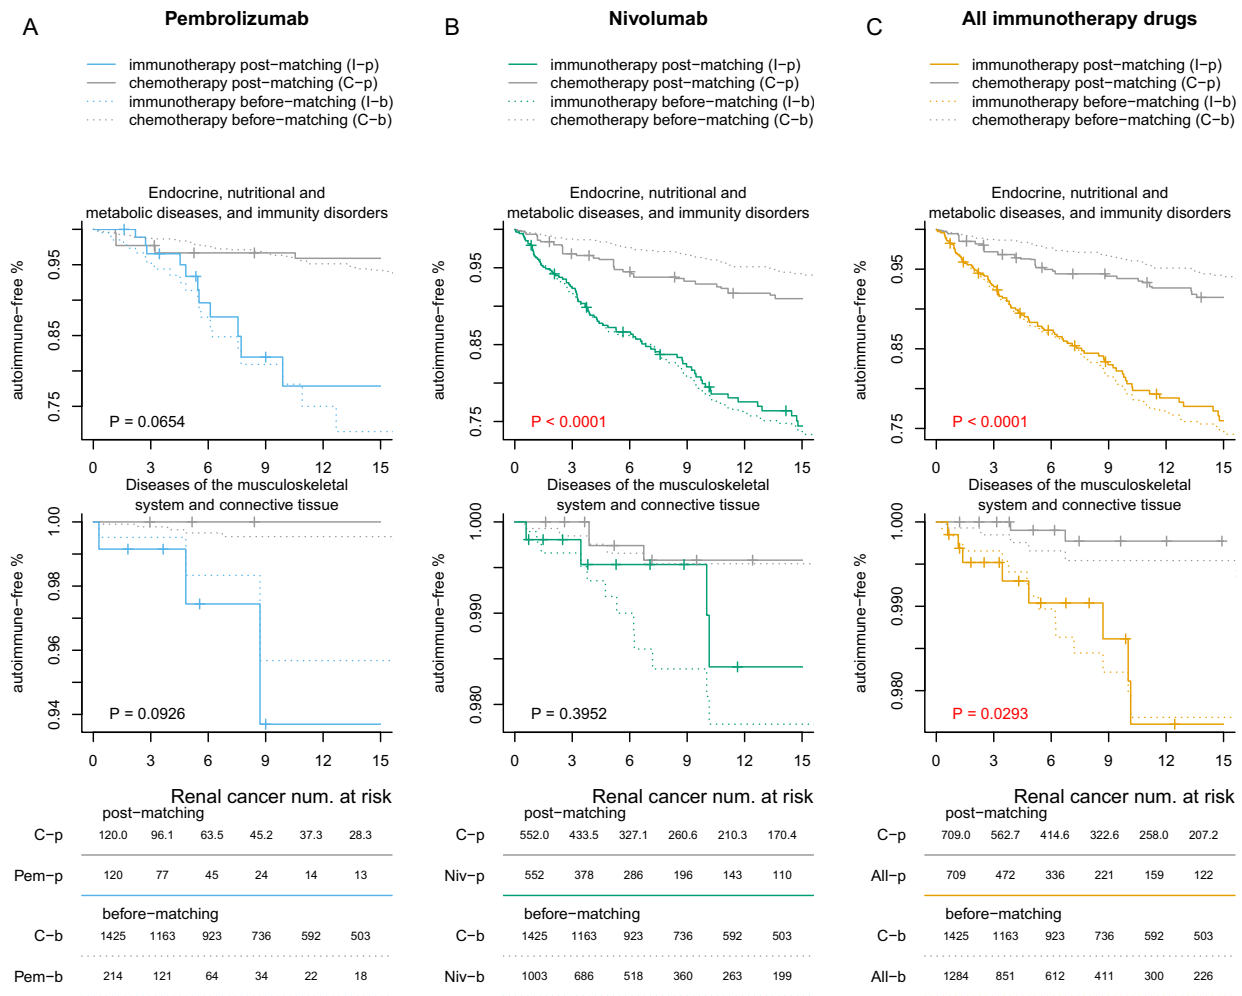 A
Pembrolizumab
immunotherapy post−matching (I−p)
chemotherapy post−matching (C−p)
immunotherapy before−matching (I−b)
chemotherapy before−matching (C−b)
B
Nivolumab
immunotherapy post−matching (I−p)
chemotherapy post−matching (C−p)
immunotherapy before−matching (I−b)
chemotherapy before−matching (C−b)
C
All immunotherapy drugs
immunotherapy post−matching (I−p)
chemotherapy post−matching (C−p)
immunotherapy before−matching (I−b)
chemotherapy before−matching (C−b)
Endocrine, nutritional and
metabolic diseases, and immunity disorders
autoimmune−free %
0.95
0.85
0.75
P = 0.0654
0 3 6 9 12 15
Endocrine, nutritional and
metabolic diseases, and immunity disorders
autoimmune−free %
0.95
0.85
0.75
P < 0.0001
0 3 6 9 12 15
Endocrine, nutritional and
metabolic diseases, and immunity disorders
autoimmune−free %
0.95
0.85
0.75
P < 0.0001
0 3 6 9 12 15
Diseases of the musculoskeletal
system and connective tissue
autoimmune−free %
1.00
0.98
0.96
0.94
P = 0.0926
0 3 6 9 12 15
Diseases of the musculoskeletal
system and connective tissue
autoimmune−free %
1.000
0.990
0.980
P = 0.3952
0 3 6 9 12 15
Diseases of the musculoskeletal
system and connective tissue
autoimmune−free %
1.000
0.990
0.980
P = 0.0293
0 3 6 9 12 15
Renal cancer num. at risk
post−matching
C−p 120.0 96.1 63.5 45.2 37.3 28.3
Pem−p 120 77 45 24 14 13
before−matching
C−b 1425 1163 923 736 592 503
Pem−b 214 121 64 34 22 18
Renal cancer num. at risk
post−matching
C−p 552.0 433.5 327.1 260.6 210.3 170.4
Niv−p 552 378 286 196 143 110
before−matching
C−b 1425 1163 923 736 592 503
Niv−b 1003 686 518 360 263 199
Renal cancer num. at risk
post−matching
C−p 709.0 562.7 414.6 322.6 258.0 207.2
All−p 709 472 336 221 159 122
before−matching
C−b 1425 1163 923 736 592 503
All−b 1284 851 612 411 300 226